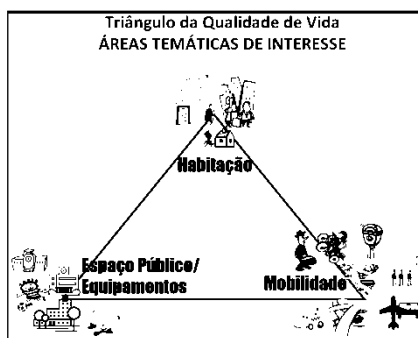 Triângulo da Qualidade de Vida
ÁREAS TEMÁTICAS DE INTERESSE
Habitação
Espaço Público/
Equipamentos
Mobilidade